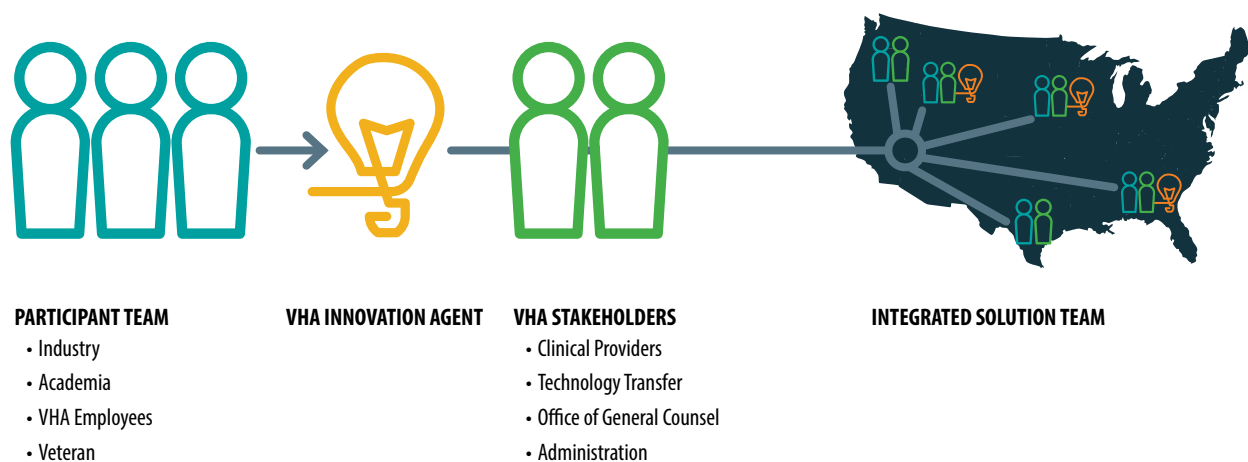 PARTICIPANT TEAM
• Industry
• Academia
• VHA Employees
• Veteran
VHA INNOVATION AGENT
VHA STAKEHOLDERS
• Clinical Providers
• Technology Transfer
• Office of General Counsel
• Administration
INTEGRATED SOLUTION TEAM